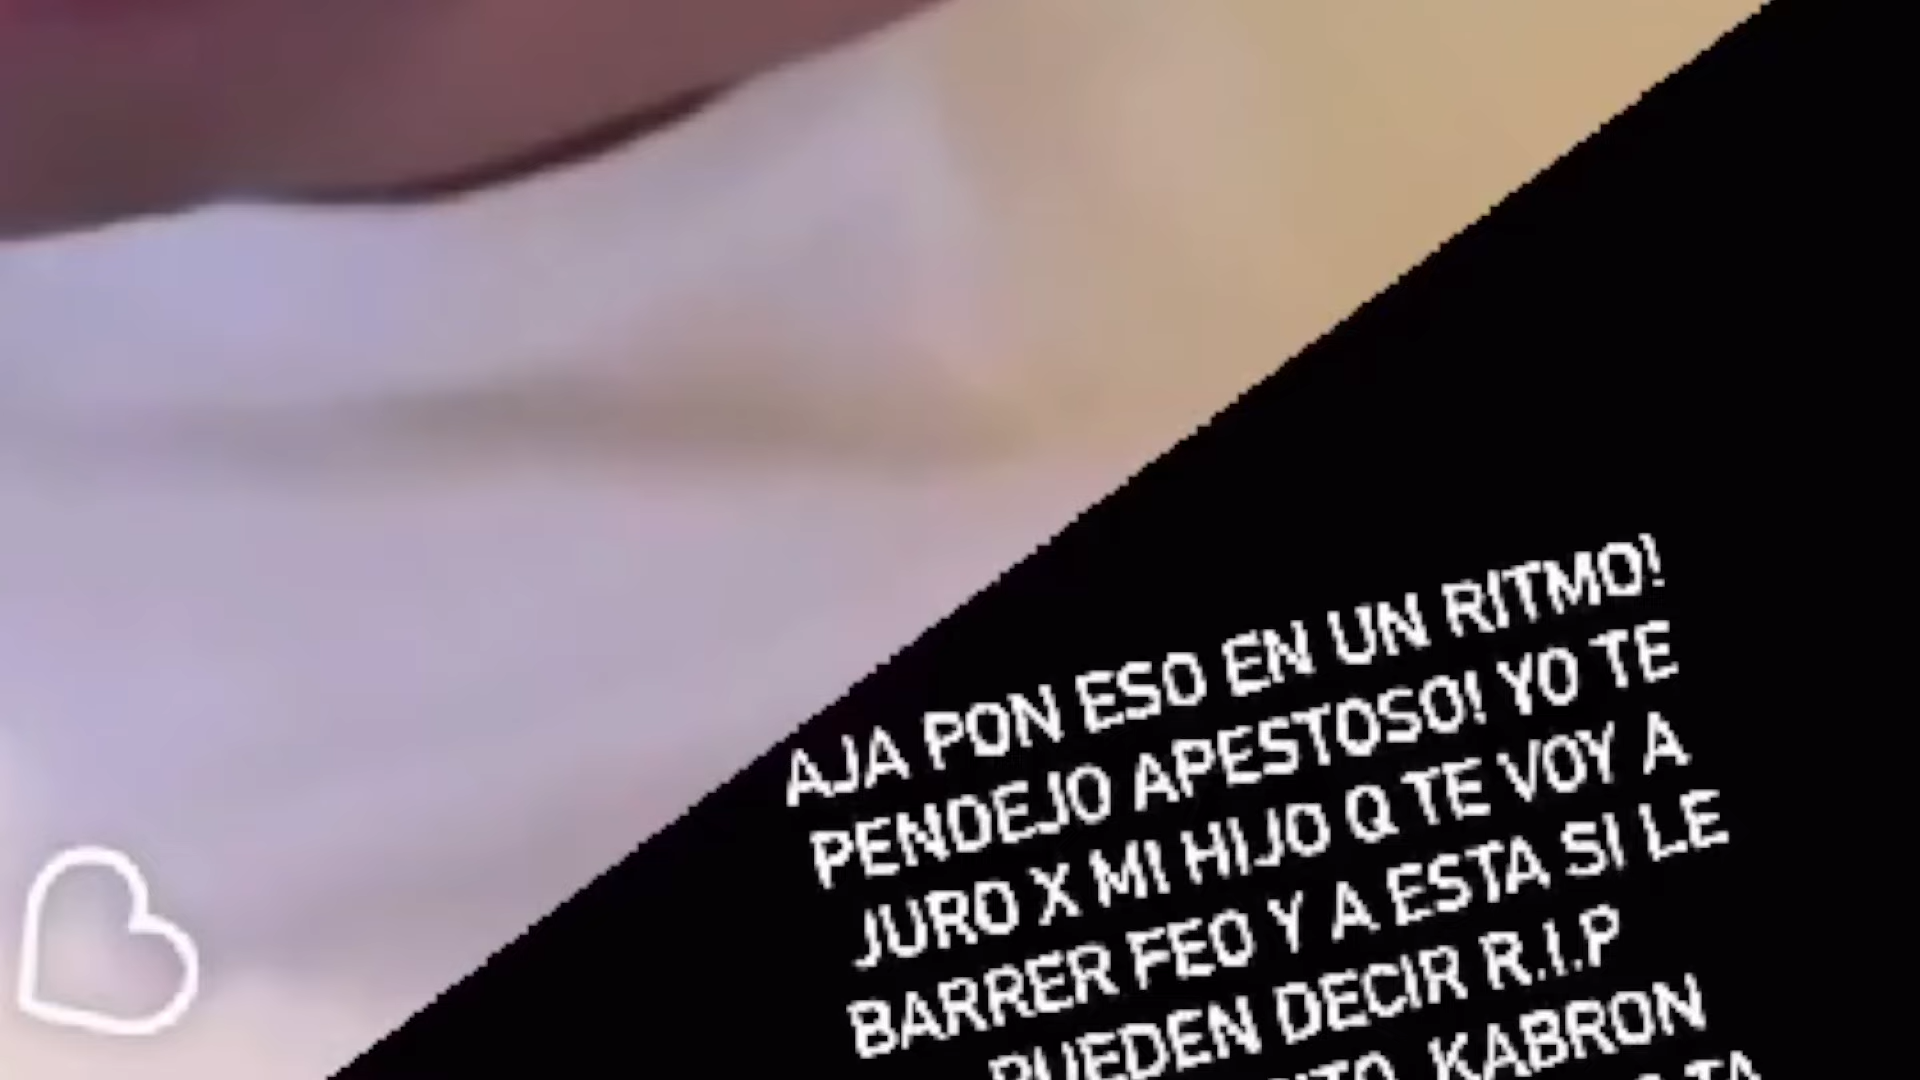 AJA PON ESO EN UN RITMO!
PENDEJO APESTOSO! YO TE
JURO X MI HIJO Q TE VOY A
BARRER FEO Y A ESTA SI LE
PUEDEN DECIR R.I.P
KABRON